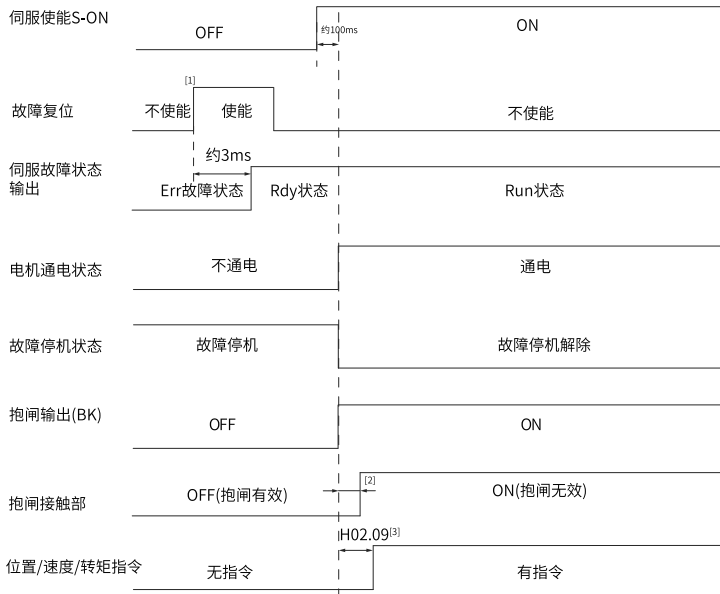 伺服使能S-ON
OFF
约100ms
ON
[1]
故障复位
不使能
使能
不使能
约3ms
伺服故障状态
输出
Err故障状态
Rdy状态
Run状态
电机通电状态
不通电
通电
故障停机状态
故障停机
故障停机解除
抱闸输出(BK)
OFF
ON
抱闸接触部
OFF(抱闸有效)
[2]
ON(抱闸无效)
H02.09[3]
位置/速度/转矩指令
无指令
有指令